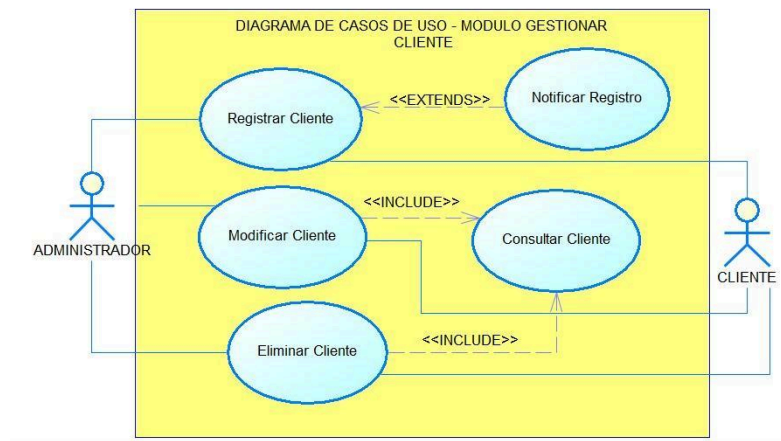 DIAGRAMA DE CASOS DE USO - MODULO GESTIONAR
CLIENTE
Registrar Cliente
<<EXTENDS>>
Notificar Registro
ADMINISTRADOR
Modificar Cliente
<<INCLUDE>>
Consultar Cliente
CLIENTE
Eliminar Cliente
<<INCLUDE>>